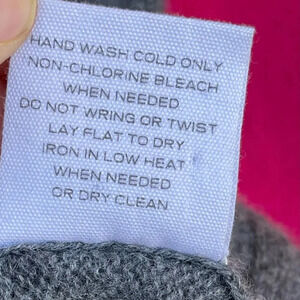 HAND WASH COLD ONLY
NON-CHLORINE BLEACH
WHEN NEEDED
DO NOT WRING OR TWIST
LAY FLAT TO DRY
IRON IN LOW HEAT
WHEN NEEDED
OR DRY CLEAN